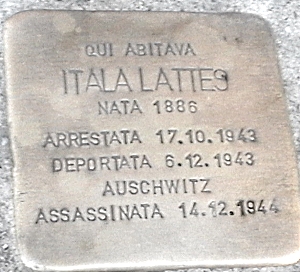 QUI ABITAVA
ITALA LATTES
NATA 1886
ARRESTATA 17.10.1943
DEPORTATA 6.12.1943
AUSCHWITZ
ASSASSINATA 14.12.1944